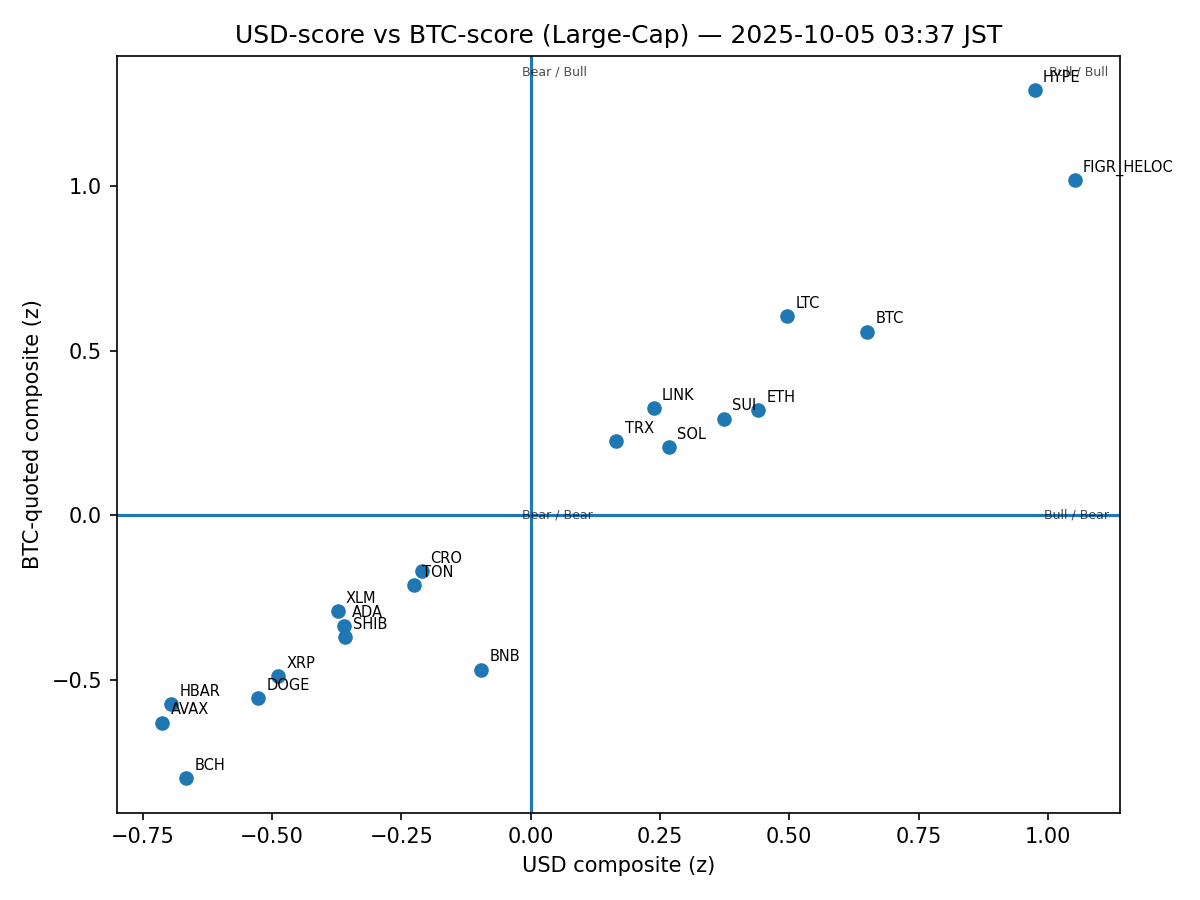 USD-score vs BTC-score (Large-Cap) — 2025-10-05 03:37 JST
Bear / Bull
Bull / Bull
HYPE
FIGR_HELOC
1.0
LTC
BTC
0.5
LINK
SUI
ETH
TRX
SOL
BTC-quoted composite (z)
0.0
Bear / Bear
Bull / Bear
CRO
TON
XLM
ADA
SHIB
BNB
XRP
−0.5
DOGE
HBAR
AVAX
BCH
−0.75
−0.50
−0.25
0.00
0.25
0.50
0.75
1.00
USD composite (z)